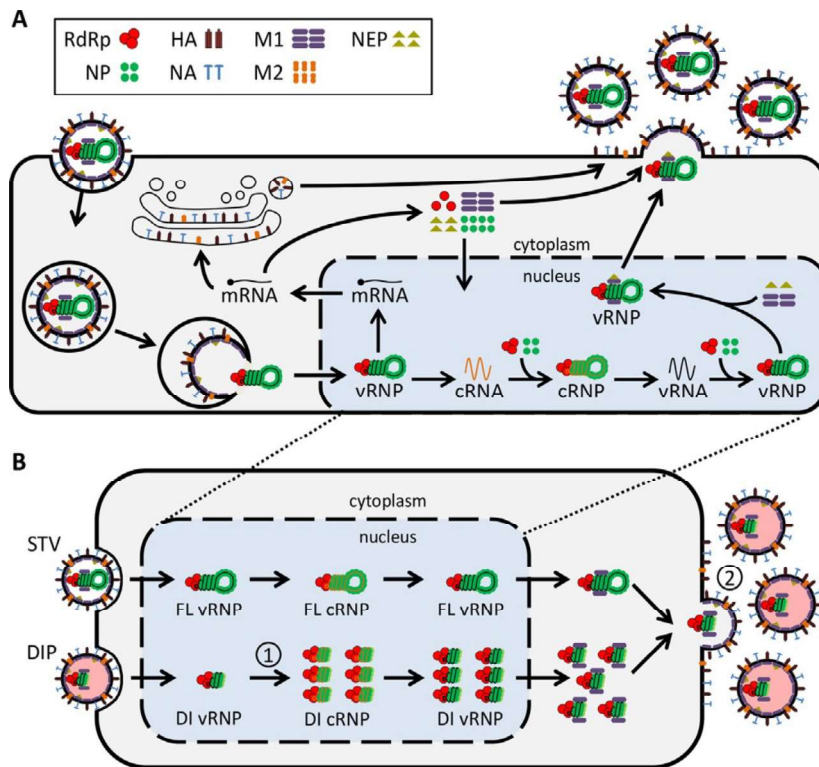 A
RdRp HA M1 NEP
NP NA M2
cytoplasm
nucleus
mRNA mRNA
vRNP
vRNP cRNA cRNP vRNA vRNP
B
cytoplasm
nucleus
STV
FL vRNP FL cRNP FL vRNP
2
DIP
1
DI vRNP DI cRNP DI vRNP